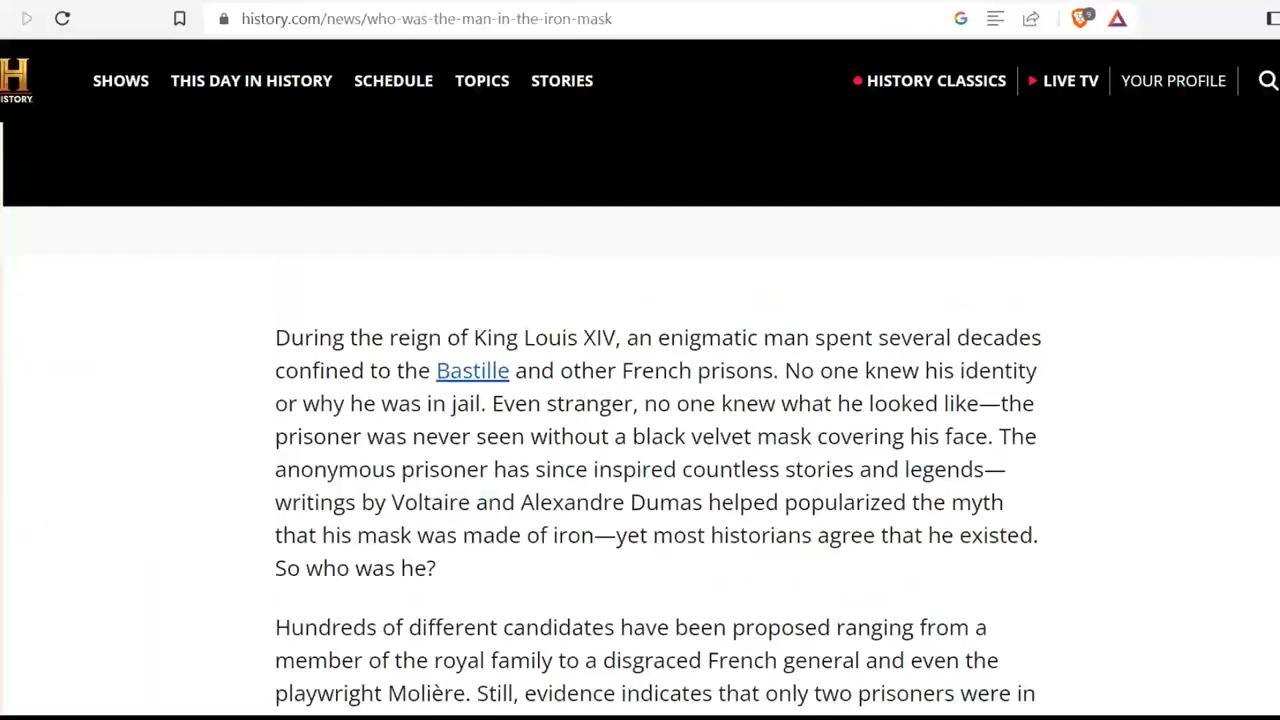 history.com/news/who-was-the-man-in-the-iron-mask
9
H
ISTORY.
SHOWS THIS DAY IN HISTORY SCHEDULE TOPICS STORIES HISTORY CLASSICS LIVE TV YOUR PROFILE
During the reign of King Louis XIV, an enigmatic man spent several decades
confined to the Bastille and other French prisons. No one knew his identity
or why he was in jail. Even stranger, no one knew what he looked like—the
prisoner was never seen without a black velvet mask covering his face. The
anonymous prisoner has since inspired countless stories and legends—
writings by Voltaire and Alexandre Dumas helped popularized the myth
that his mask was made of iron—yet most historians agree that he existed.
So who was he?
Hundreds of different candidates have been proposed ranging from a
member of the royal family to a disgraced French general and even the
playwright Molière. Still, evidence indicates that only two prisoners were in